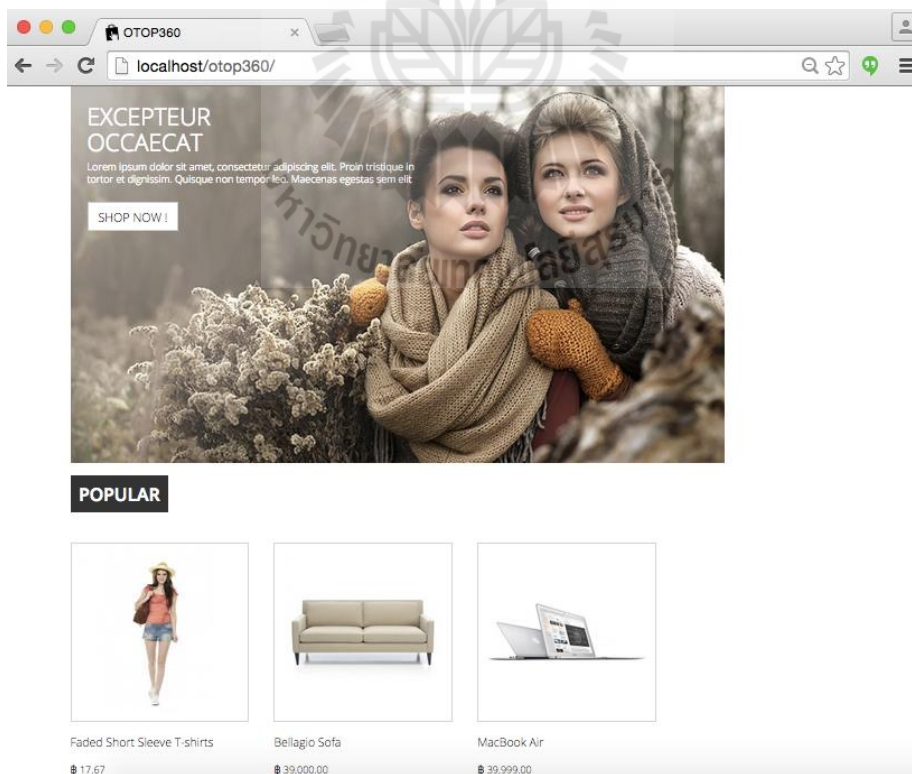 OTOP360
localhost/otop360/
EXCEPTEUR
OCCAECAT
Lorem ipsum dolor sit amet, consectetur adipiscing elit. Proin tristique in
tortor et dignissim. Quisque non tempor leo. Maecenas egestas sem elit
SHOP NOW !
POPULAR
Faded Short Sleeve T-shirts
Bellagio Sofa
MacBook Air
฿ 17.67
฿ 39,000.00
฿ 39,999.00